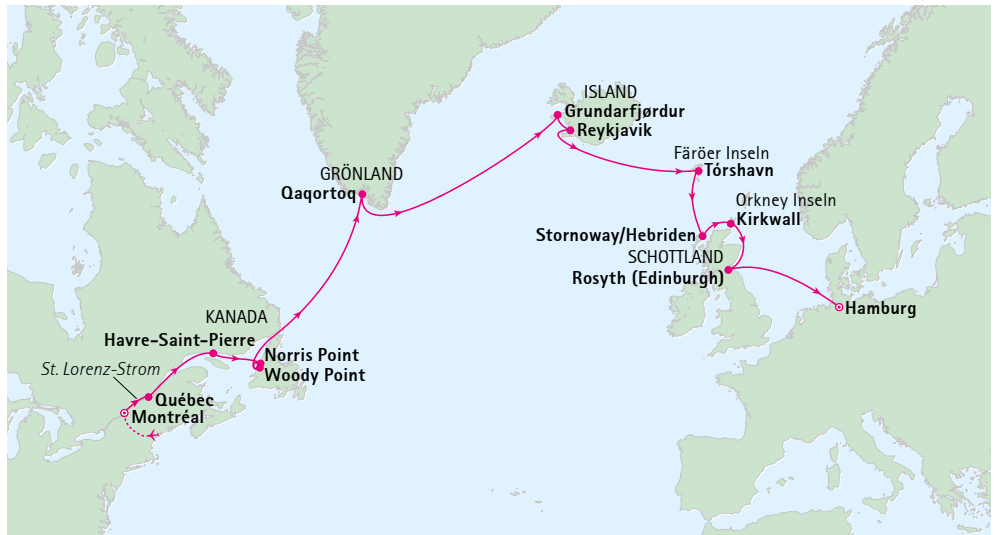 ISLAND
Grundarfjørdur
Reykjavik
Färöer Inseln
Tórshavn
GRÖNLAND
Qaqortoq
Orkney Inseln
Kirkwall
Stornoway/Hebriden
SCHOTTLAND
Rosyth (Edinburgh)
Hamburg
KANADA
Havre-Saint-Pierre
Norris Point
Woody Point
St. Lorenz-Strom
Québec
Montréal